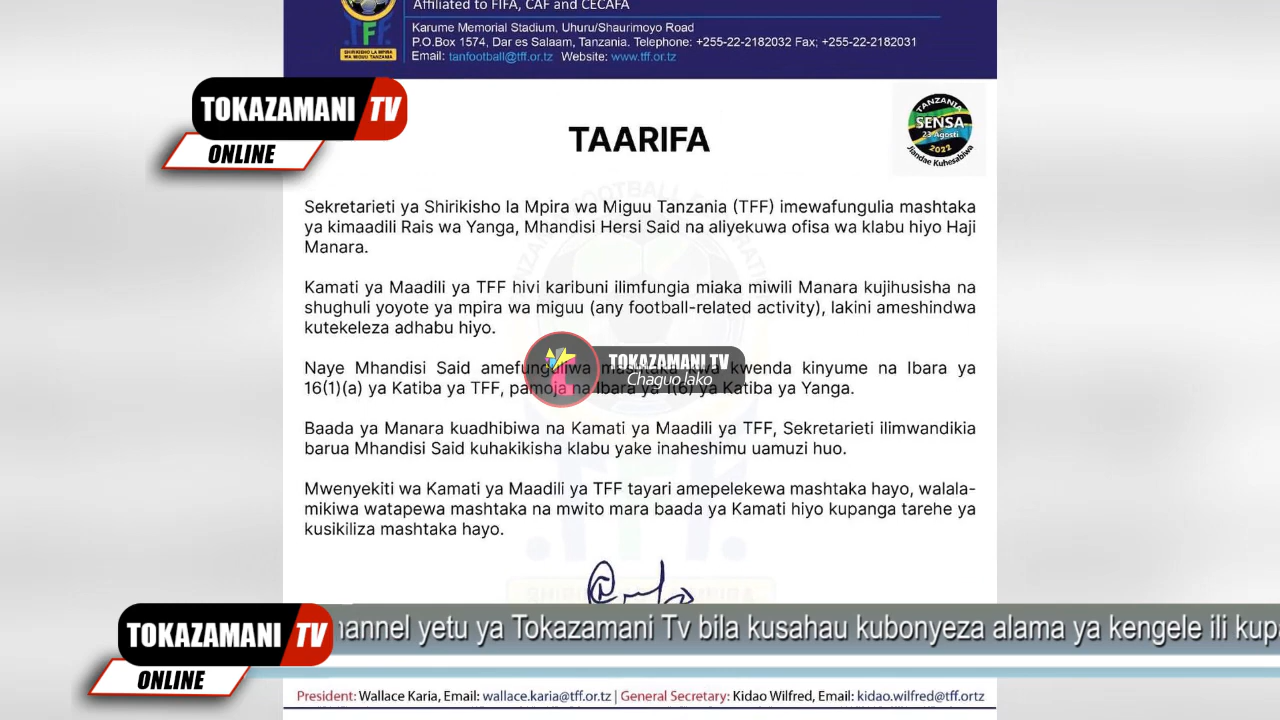 Affiliated to FIFA, CAF and CECAFA
Karume Memorial Stadium, Uhuru/Shaurimoyo Road
P.O.Box 1574, Dar es Salaam, Tanzania. Telephone: +255-22-2182032 Fax; +255-22-2182031
Email: tanfootball@tff.or.tz Website: www.tff.or.tz
SHIRIKISHO LA MPIRA
WA MIGUU TANZANIA
TOKAZAMANI TV
ONLINE
TANZANIA
SENSA
23 Agosti
2022
Jiandae Kuhesabiwa
TAARIFA
Sekretarieti ya Shirikisho la Mpira wa Miguu Tanzania (TFF) imewafungulia mashtaka
ya kimaadili Rais wa Yanga, Mhandisi Hersi Said na aliyekuwa ofisa wa klabu hiyo Haji
Manara.
Kamati ya Maadili ya TFF hivi karibuni ilimfungia miaka miwili Manara kujihusisha na
shughuli yoyote ya mpira wa miguu (any football-related activity), lakini ameshindwa
kutekeleza adhabu hiyo.
Naye Mhandisi Said amefunguliwa kwenda kinyume na Ibara ya
16(1)(a) ya Katiba ya TFF, pamoja na Ibara ya 1(6) ya Katiba ya Yanga.
TOKAZAMANI TV
Chaguo lako
Baada ya Manara kuadhibiwa na Kamati ya Maadili ya TFF, Sekretarieti ilimwandikia
barua Mhandisi Said kuhakikisha klabu yake inaheshimu uamuzi huo.
Mwenyekiti wa Kamati ya Maadili ya TFF tayari amepelekewa mashtaka hayo, walala-
mikiwa watapewa mashtaka na mwito mara baada ya Kamati hiyo kupanga tarehe ya
kusikiliza mashtaka hayo.
TOKAZAMANI TV
ONLINE
hannel yetu ya Tokazamani Tv bila kusahau kubonyeza alama ya kengele ili kupa
President: Wallace Karia, Email: wallace.karia@tff.or.tz | General Secretary: Kidao Wilfred, Email: kidao.wilfred@tff.ortz